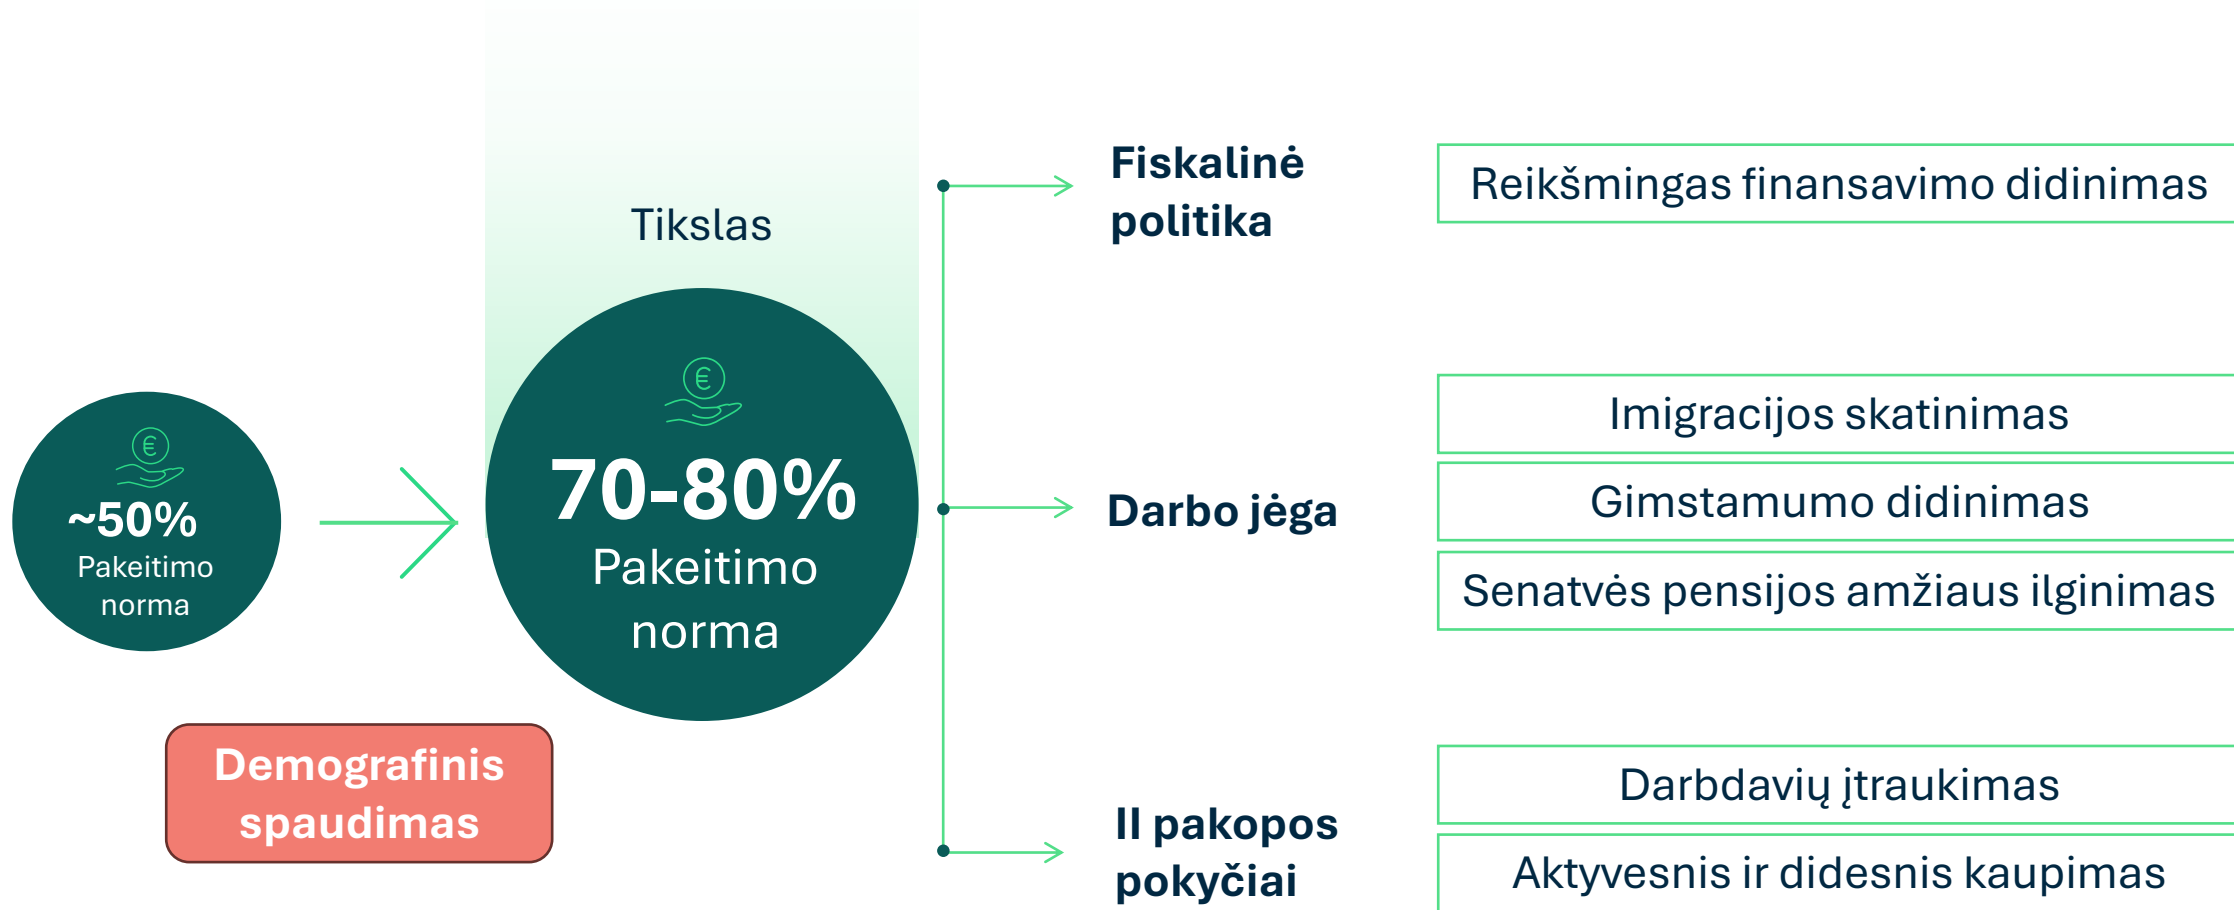 ~50%
Pakeitimo
norma
Demografinis
spaudimas
Tikslas
€
70-80%
Pakeitimo
norma
Fiskalinė
politika
Reikšmingas finansavimo didinimas
Darbo jėga
Imigracijos skatinimas
Gimstamumo didinimas
Senatvės pensijos amžiaus ilginimas
II pakopos
pokyčiai
Darbdavių įtraukimas
Aktyvesnis ir didesnis kaupimas